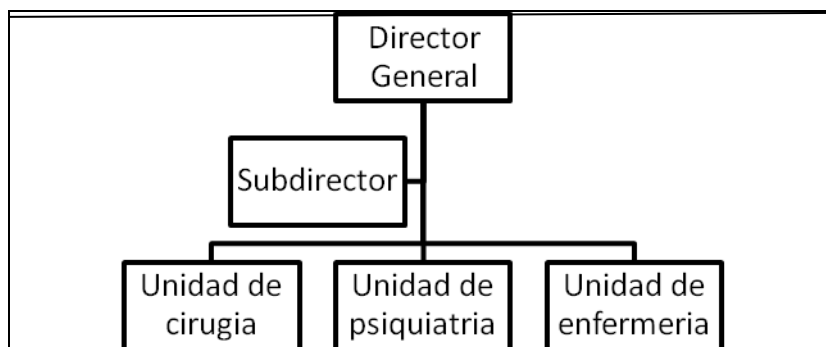 Director
General
Subdirector
Unidad de
cirugia
Unidad de
psiquiatria
Unidad de
enfermeria